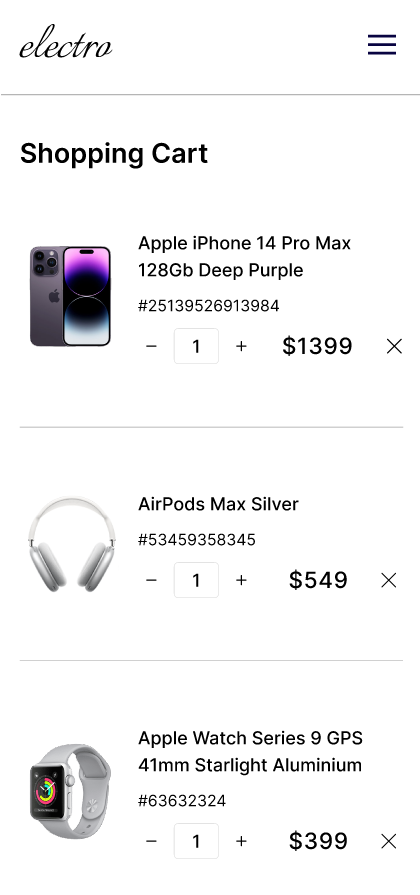 electro
Shopping Cart
Apple iPhone 14 Pro Max
128Gb Deep Purple
#25139526913984
− 1 + $1399 ×
AirPods Max Silver
#53459358345
− 1 + $549 ×
Apple Watch Series 9 GPS
41mm Starlight Aluminium
#63632324
− 1 + $399 ×